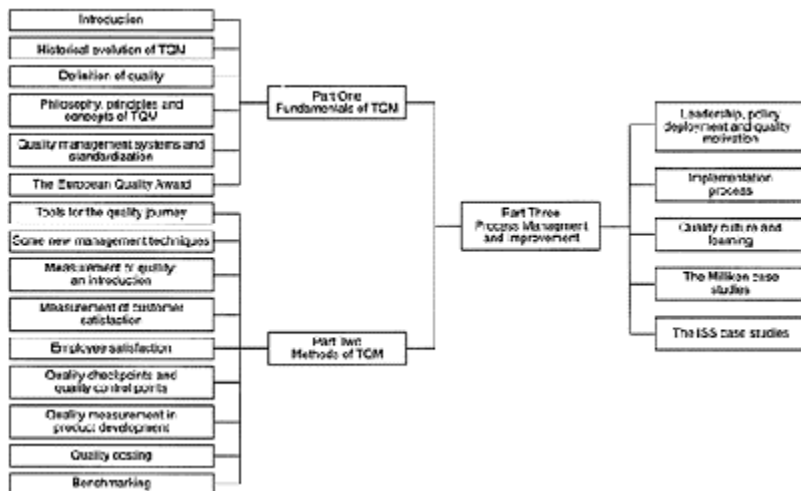 Introduction
Historical evolution of TQM
Definition of quality
Philosophy, principles and
concepts of TQM
Quality management systems and
standardization
The European Quality Award
Part One
Fundamentals of TQM
Tools for the quality journey
Some new management techniques
Measurement of quality
an introduction
Measurement of customer
satisfaction
Employee satisfaction
Quality checkpoints and
quality control points
Quality measurement in
product development
Quality costing
Benchmarking
Part Two
Methods of TQM
Part Three
Process Managment
and Improvement
Leadership, policy
deployment and quality
motivation
Implementation
process
Quality culture and
learning
The Milliken case
studies
The ISS case studies